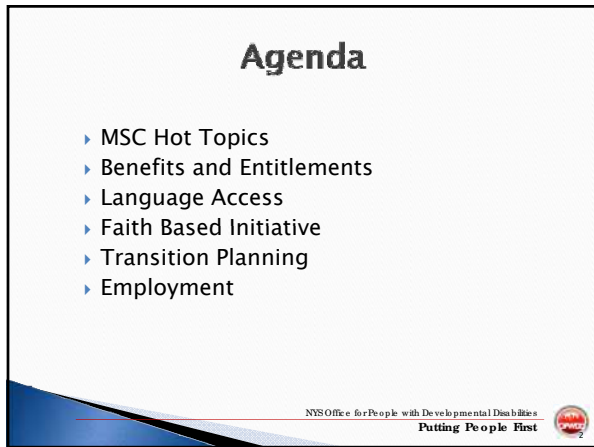 Agenda
MSC Hot Topics
Benefits and Entitlements
Language Access
Faith Based Initiative
Transition Planning
Employment
NYS Office for People with Developmental Disabilities
Putting People First
2